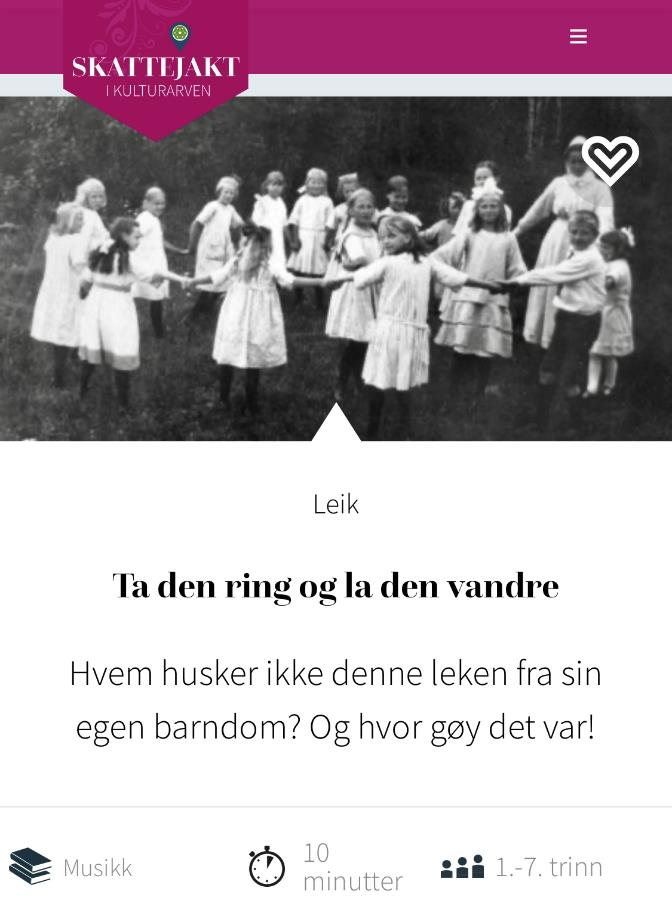 SKATTEJAKT
I KULTURARVEN
Leik
Ta den ring og la den vandre
Hvem husker ikke denne leken fra sin
egen barndom? Og hvor gøy det var!
Musikk
10
minutter
1.-7. trinn